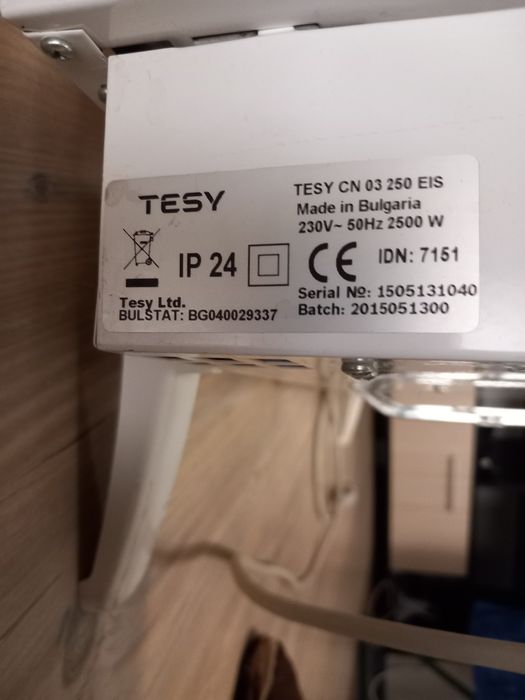 TESY
TESY CN 03 250 EIS
Made in Bulgaria
230V~ 50Hz 2500 W
IP 24
CE IDN: 7151
Tesy Ltd.
BULSTAT: BG040029337
Serial №: 1505131040
Batch: 2015051300